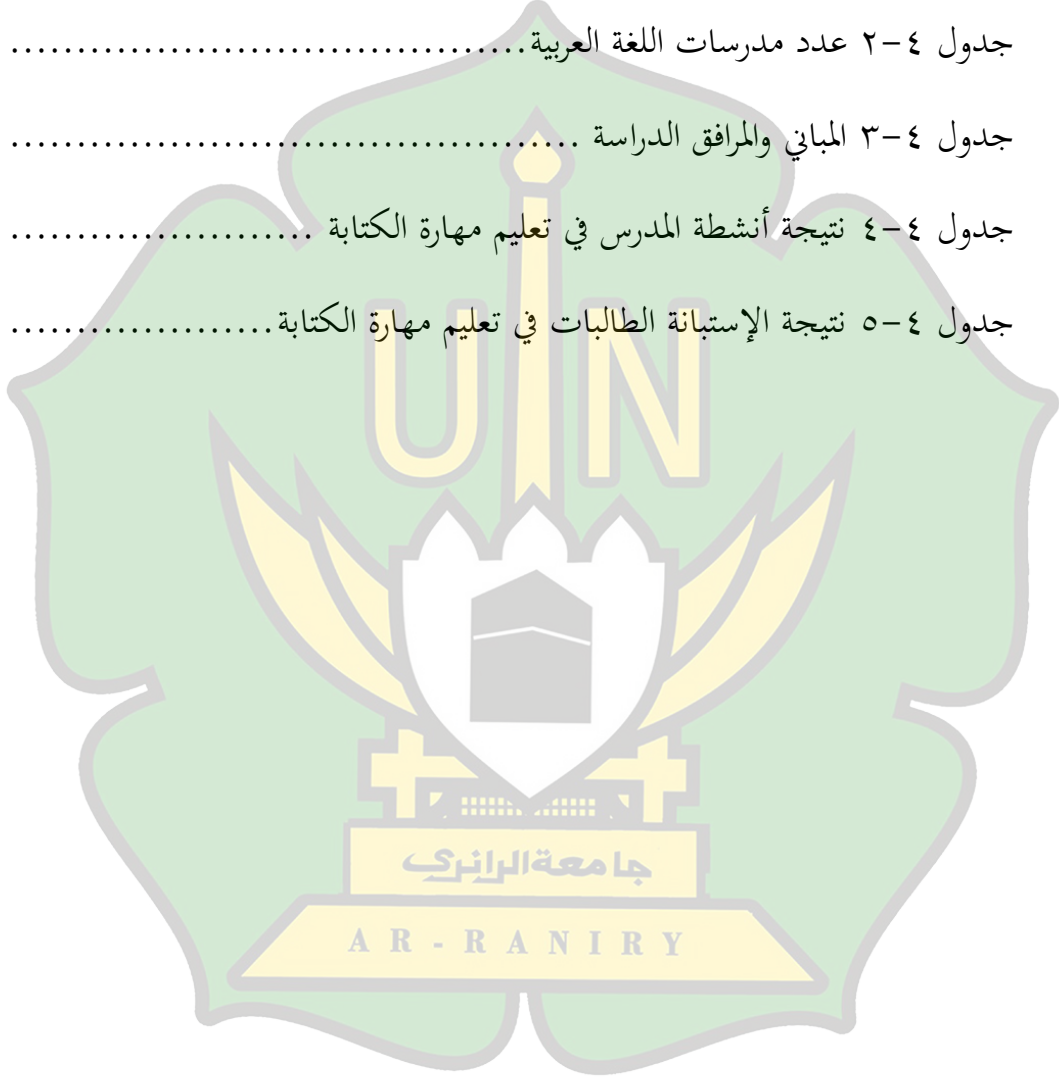 جدول ٤-٢ عدد مدرسات اللغة العربية.......................................
جدول ٤-٣ المباني والمرافق الدراسة ...........................................
جدول ٤-٤ نتيجة أنشطة المدرس في تعليم مهارة الكتابة .......................
جدول ٤-٥ نتيجة الإستبانة الطالبات في تعليم مهارة الكتابة....................
UIN
جامعة الرانري
AR-RANIRY